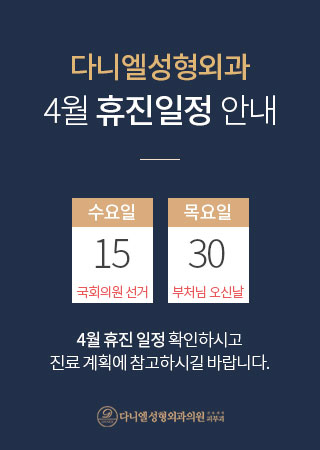 다니엘성형외과
4월 휴진일정 안내
수요일
15
국회의원 선거
목요일
30
부처님 오신날
4월 휴진 일정 확인하시고
진료 계획에 참고하시길 바랍니다.
다니엘성형외과의원
피부과